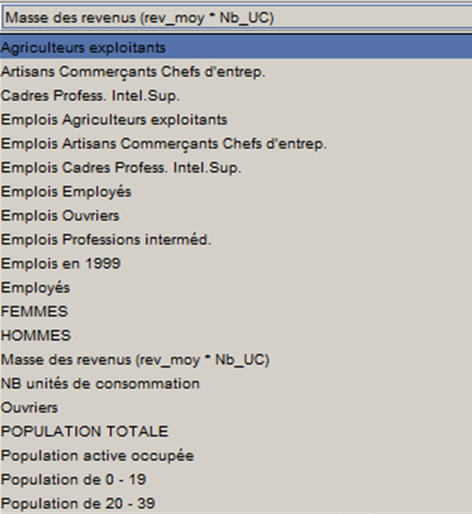 Masse des revenus (rev_moy * Nb_UC)
Agriculteurs exploitants
Artisans Commerçants Chefs d'entrep.
Cadres Profess. Intel.Sup.
Emplois Agriculteurs exploitants
Emplois Artisans Commerçants Chefs d'entrep.
Emplois Cadres Profess. Intel.Sup.
Emplois Employés
Emplois Ouvriers
Emplois Professions interméd.
Emplois en 1999
Employés
FEMMES
HOMMES
Masse des revenus (rev_moy * Nb_UC)
NB unités de consommation
Ouvriers
POPULATION TOTALE
Population active occupée
Population de 0 - 19
Population de 20 - 39